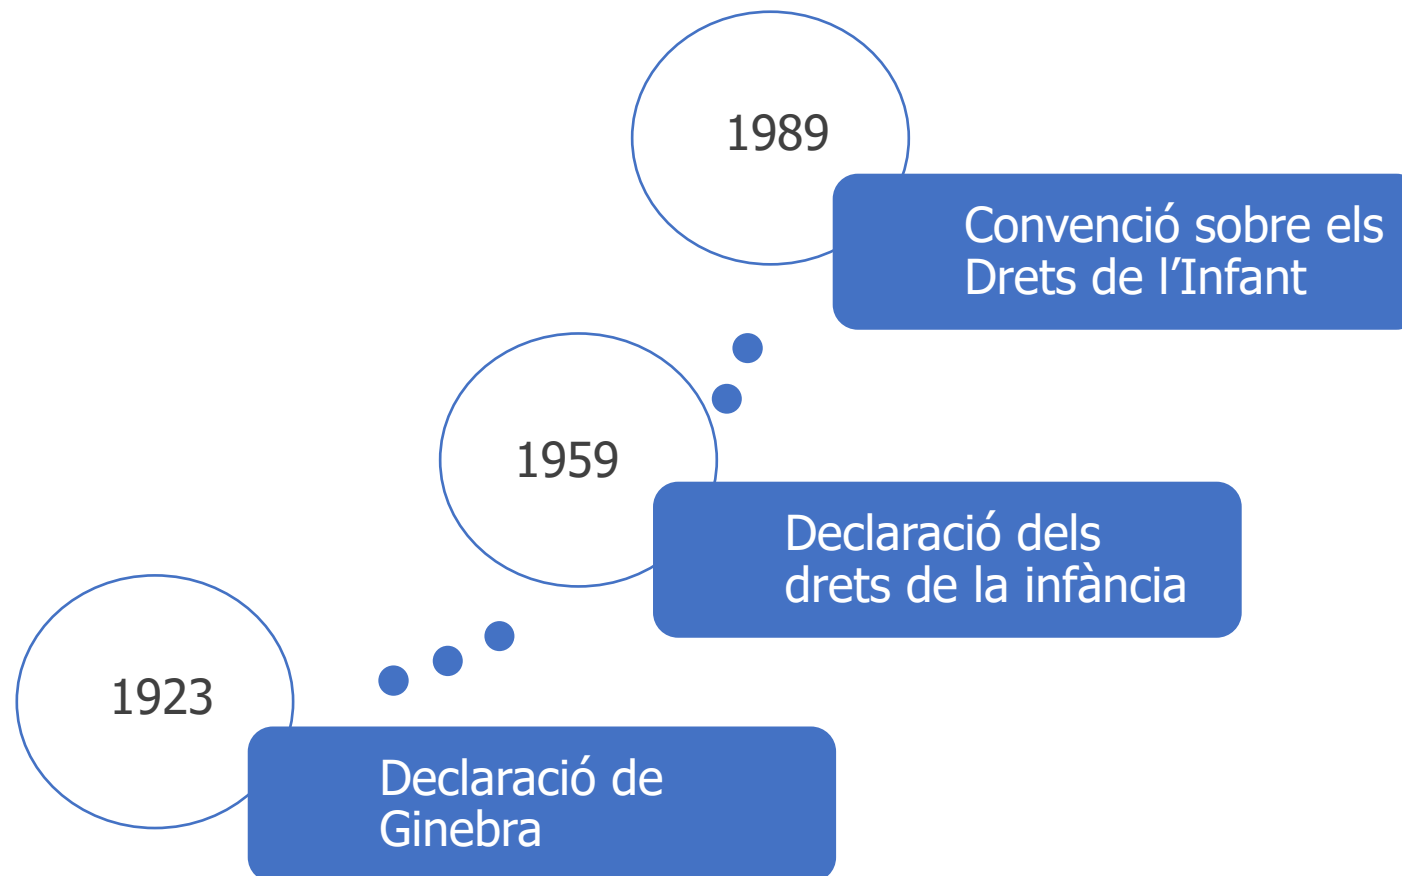 1989
Convenció sobre els
Drets de l’Infant
1959
Declaració dels
drets de la infància
1923
Declaració de
Ginebra